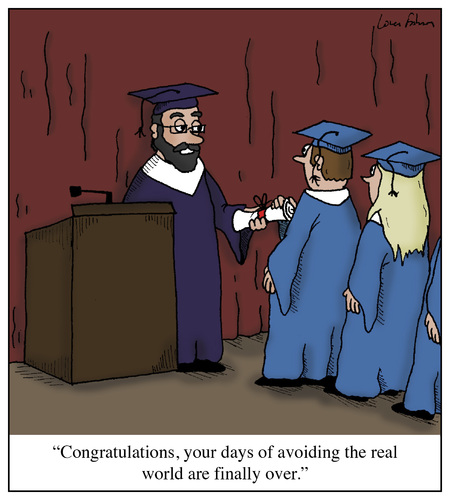 “Congratulations, your days of avoiding the real
world are finally over.”